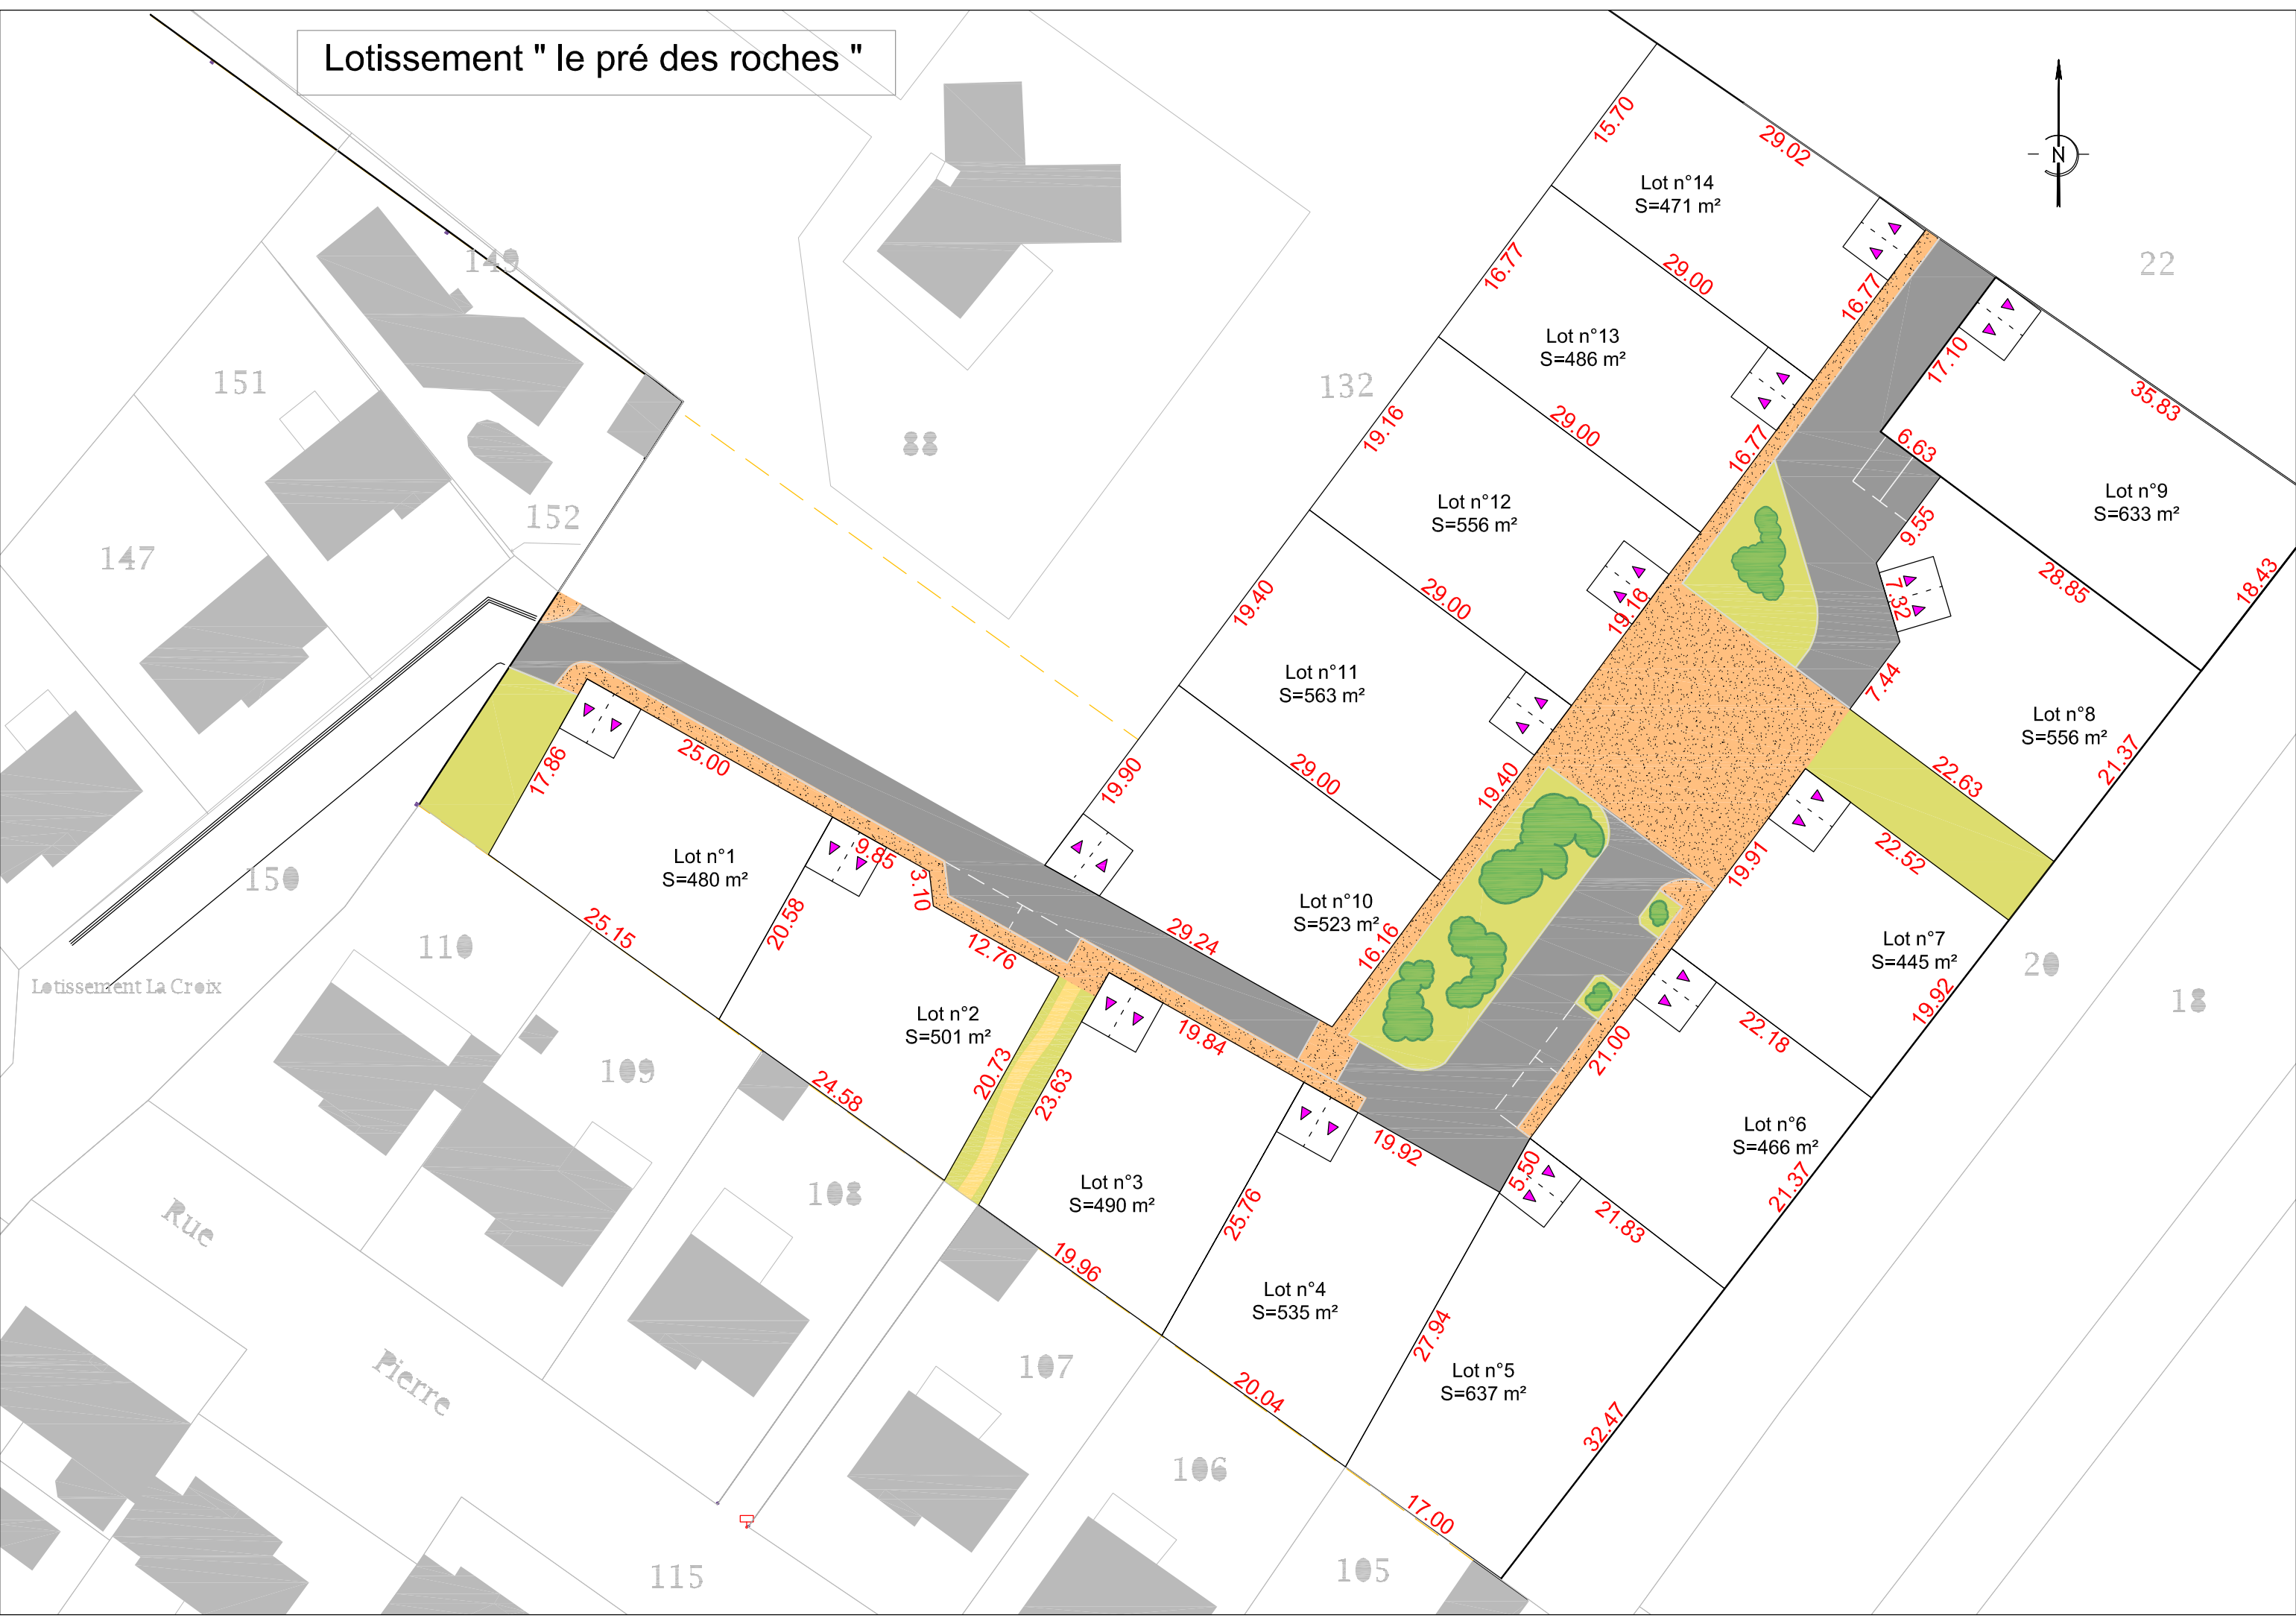 Lotissement " le pré des roches "
N
22
149
151
88
132
152
147
150
110
Lotissement La Croix
109
108
107
106
105
115
20
18
Rue
Pierre
15.70
29.02
Lot n°14
S=471 m²
16.77
29.00
16.77
Lot n°13
S=486 m²
19.16
29.00
16.77
Lot n°12
S=556 m²
19.40
29.00
19.16
Lot n°11
S=563 m²
19.90
29.00
19.40
Lot n°10
S=523 m²
29.24
16.16
17.10
35.83
6.63
Lot n°9
S=633 m²
18.43
9.55
28.85
7.32
7.44
Lot n°8
S=556 m²
21.37
22.63
22.52
19.91
Lot n°7
S=445 m²
19.92
22.18
21.00
Lot n°6
S=466 m²
21.37
21.83
5.50
Lot n°5
S=637 m²
32.47
17.00
27.94
19.92
Lot n°4
S=535 m²
20.04
25.76
19.84
Lot n°3
S=490 m²
19.96
23.63
20.73
12.76
3.10
9.85
Lot n°2
S=501 m²
24.58
20.58
25.00
17.86
Lot n°1
S=480 m²
25.15